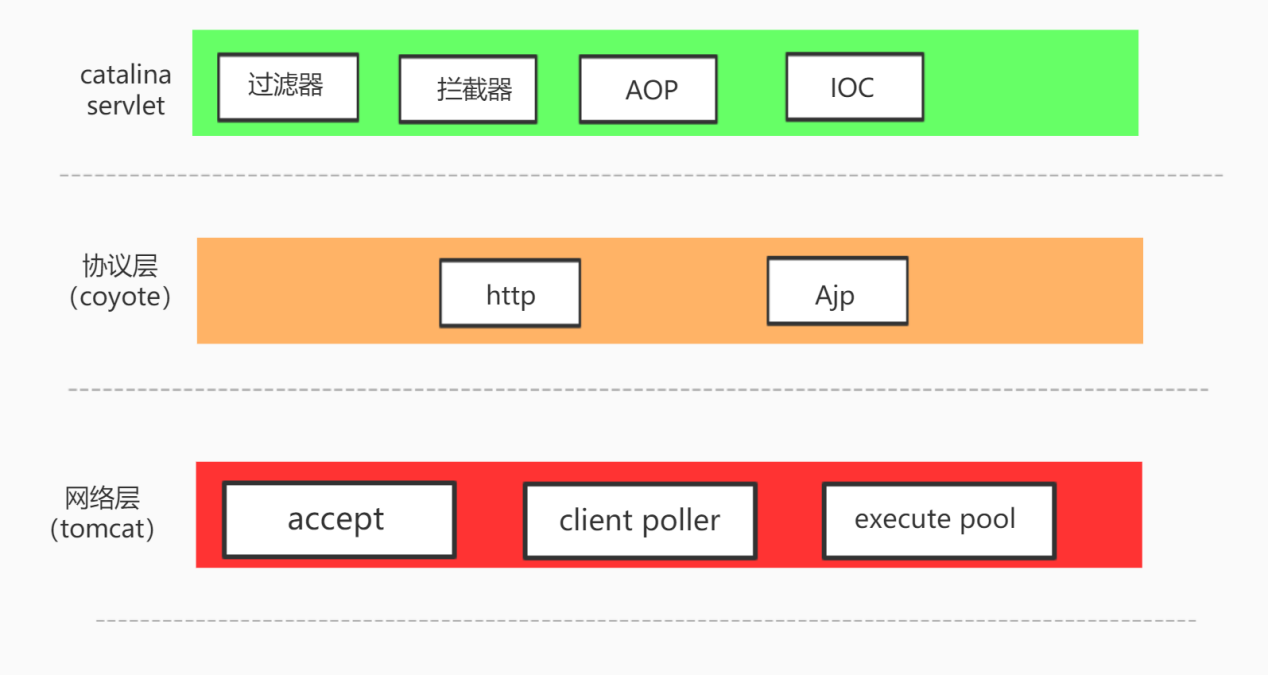 catalina
servlet
过滤器
拦截器
AOP
IOC
协议层
（coyote）
http
Ajp
网络层
（tomcat）
accept
client poller
execute pool